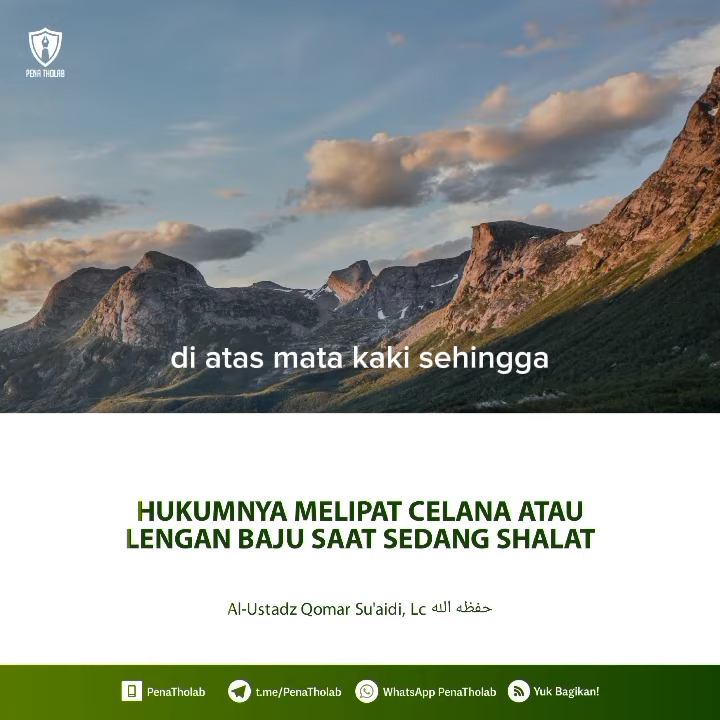 PENA THOLAB
di atas mata kaki sehingga
HUKUMNYA MELIPAT CELANA ATAU
LENGAN BAJU SAAT SEDANG SHALAT
Al-Ustadz Qomar Su'aidi, Lc حفظه الله
PenaTholab t.me/PenaTholab WhatsApp PenaTholab Yuk Bagikan!